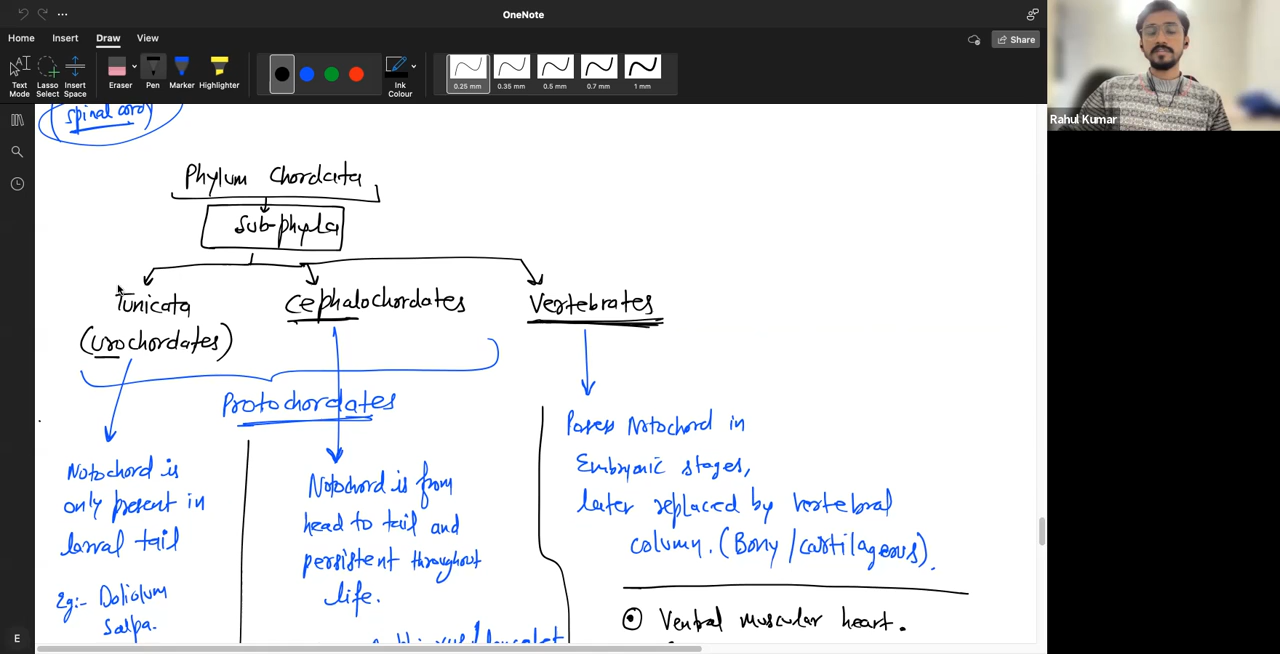 OneNote
Home Insert Draw View
Share
Text Mode
Lasso Select
Insert Space
Eraser
Pen
Marker
Highlighter
Ink Colour
0.25 mm
0.35 mm
0.5 mm
0.7 mm
1 mm
Rahul Kumar
(spinal cord)
Phylum Chordata
Sub-phyla
Tunicata
(urochordates)
Cephalochordates
Vertebrates
Protochordates
Notochord is
only present in
larval tail
Eg:- Doliolum
Salpa.
Notochord is from
head to tail and
persistent throughout
life.
Possess Notochord in
Embryonic stages,
later replaced by vertebral
column. (Bony/cartilageous).
Ventral muscular heart.
E